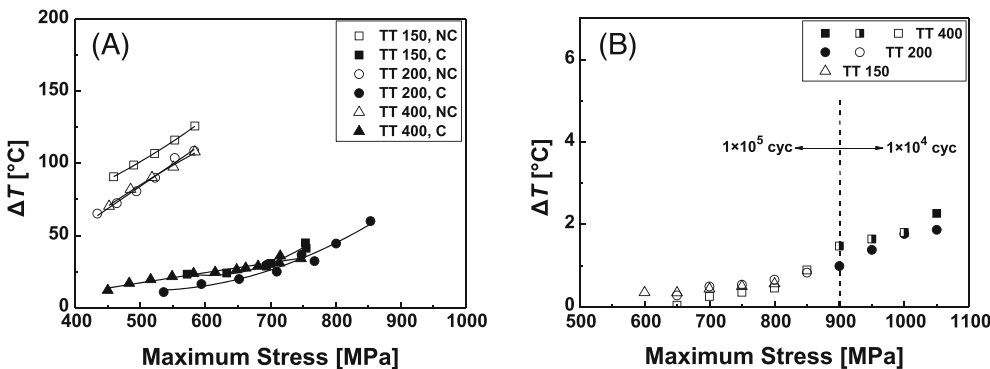 (A)
ΔT [°C]
200
150
100
50
0
TT 150, NC
TT 150, C
TT 200, NC
TT 200, C
TT 400, NC
TT 400, C
400 500 600 700 800 900 1000
Maximum Stress [MPa]
(B)
ΔT [°C]
6
4
2
0
TT 400
TT 200
TT 150
1×10⁵ cyc 1×10⁴ cyc
500 600 700 800 900 1000 1100
Maximum Stress [MPa]